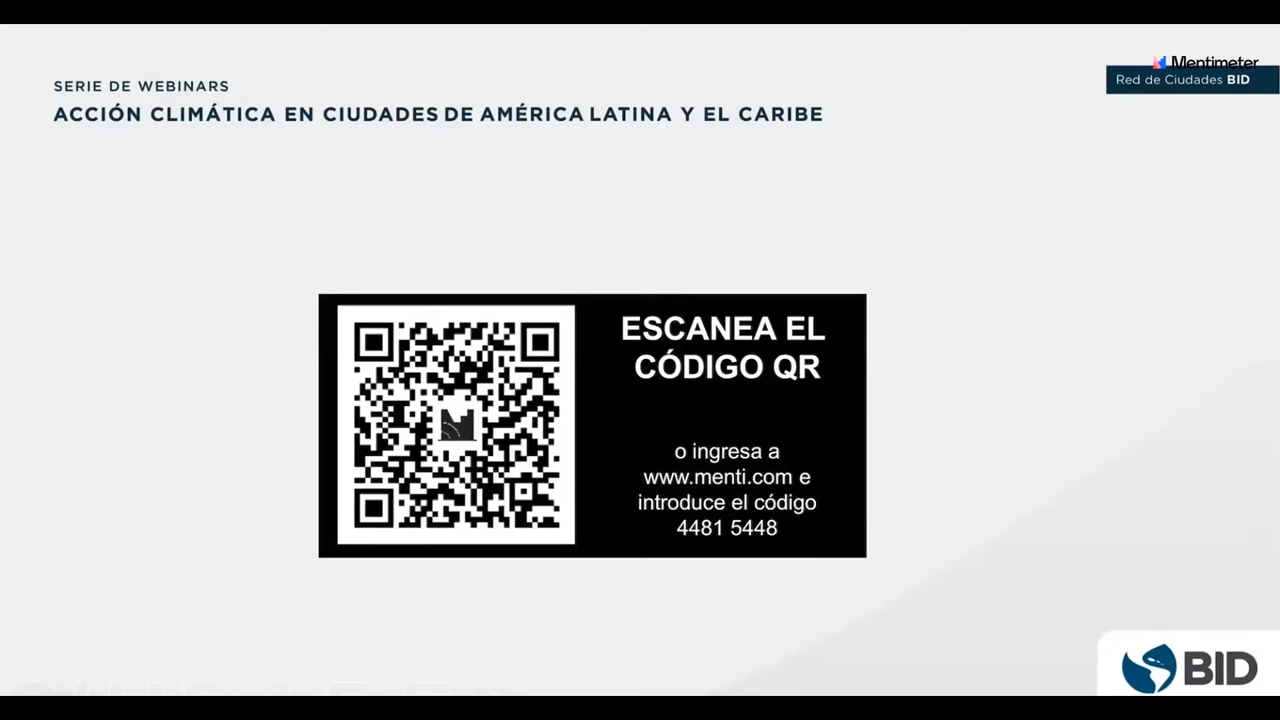 SERIE DE WEBINARS
ACCIÓN CLIMÁTICA EN CIUDADES DE AMÉRICA LATINA Y EL CARIBE
Mentimeter
Red de Ciudades BID
ESCANEA EL
CÓDIGO QR
o ingresa a
www.menti.com e
introduce el código
4481 5448
BID